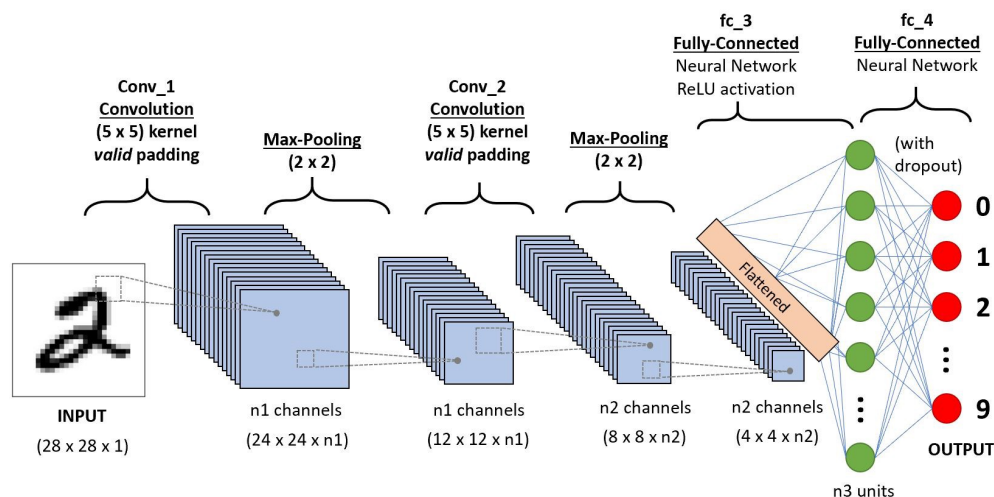 Conv_1
Convolution
(5 x 5) kernel
valid padding
Max-Pooling
(2 x 2)
Conv_2
Convolution
(5 x 5) kernel
valid padding
Max-Pooling
(2 x 2)
fc_3
Fully-Connected
Neural Network
ReLU activation
fc_4
Fully-Connected
Neural Network
(with
dropout)
2
INPUT
(28 x 28 x 1)
n1 channels
(24 x 24 x n1)
n1 channels
(12 x 12 x n1)
n2 channels
(8 x 8 x n2)
n2 channels
(4 x 4 x n2)
Flattened
n3 units
0
1
2
9
OUTPUT